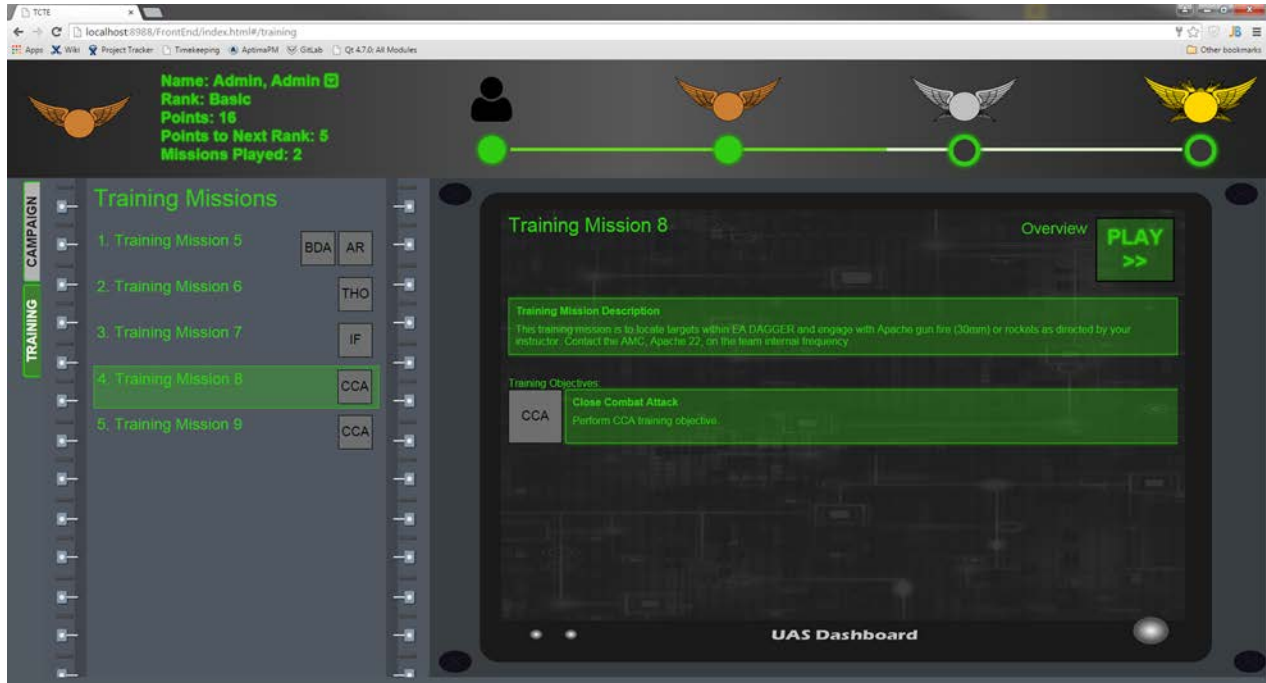 TCTE
localhost:8988/FrontEnd/index.html#/training
JB
Apps Wiki Project Tracker Timekeeping AptimaPM GitLab Qt 4.7.0: All Modules Other bookmarks
Name: Admin, Admin
Rank: Basic
Points: 16
Points to Next Rank: 5
Missions Played: 2
CAMPAIGN
TRAINING
Training Missions
1. Training Mission 5 BDA AR
2. Training Mission 6 THO
3. Training Mission 7 IF
4. Training Mission 8 CCA
5. Training Mission 9 CCA
Training Mission 8
Overview
PLAY
>>
Training Mission Description
This training mission is to locate targets within EA DAGGER and engage with Apache gun fire (30mm) or rockets as directed by your
instructor. Contact the AMC, Apache 22, on the team internal frequency.
Training Objectives:
CCA
Close Combat Attack
Perform CCA training objective.
UAS Dashboard